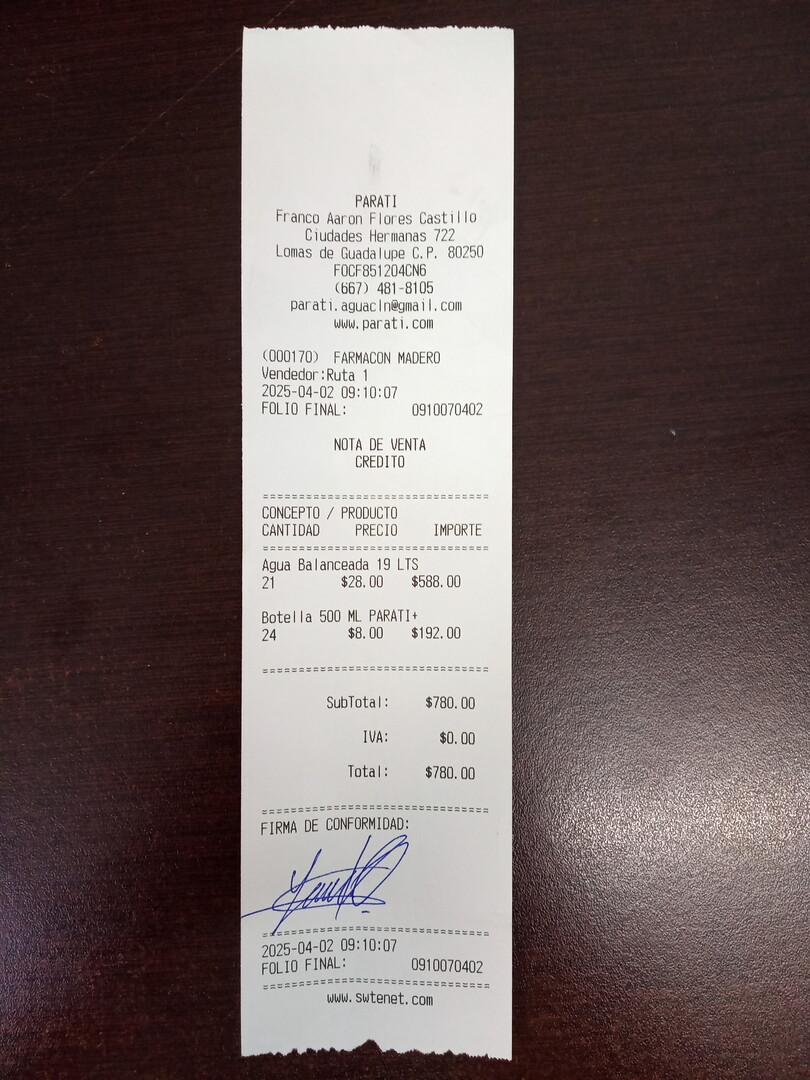 PARATI
Franco Aaron Flores Castillo
Ciudades Hermanas 722
Lomas de Guadalupe C.P. 80250
FOCF851204CN6
(667) 481-8105
parati.aguacln@gmail.com
www.parati.com
(000170) FARMACON MADERO
Vendedor:Ruta 1
2025-04-02 09:10:07
FOLIO FINAL: 0910070402
NOTA DE VENTA
CREDITO
================================
CONCEPTO / PRODUCTO
CANTIDAD PRECIO IMPORTE
================================
Agua Balanceada 19 LTS
21 $28.00 $588.00
Botella 500 ML PARATI+
24 $8.00 $192.00
================================
SubTotal: $780.00
IVA: $0.00
Total: $780.00
================================
FIRMA DE CONFORMIDAD:
================================
2025-04-02 09:10:07
FOLIO FINAL: 0910070402
================================
www.swtenet.com